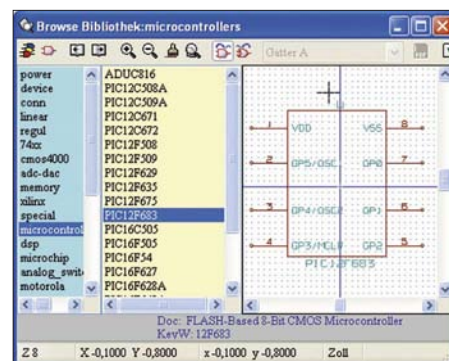 Browse Bibliothek:microcontrollers
Gatter A
power
device
conn
linear
regul
74xx
cmos4000
adc-dac
memory
xilinx
special
microcontrol
dsp
microchip
analog_swit
motorola
ADUC816
PIC12C508A
PIC12C509A
PIC12C671
PIC12C672
PIC12F508
PIC12F509
PIC12F629
PIC12F635
PIC12F675
PIC12F683
PIC16C505
PIC16F505
PIC16F54
PIC16F627
PIC16F628A
U
1 VDD VSS 8
2 GP5/OSC1 GP0 7
3 GP4/OSC2 GP1 6
4 GP3/MCLR GP2 5
PIC12F683
Doc: FLASH-Based 8-Bit CMOS Microcontroller
KeyW: 12F683
Z 8 X -0,1000 Y -0,8000 x -0,1000 y -0,8000 Zoll